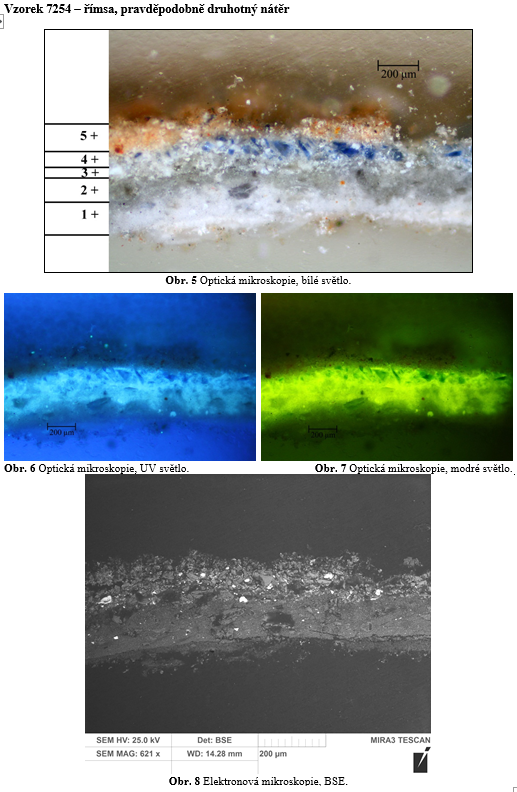 Vzorek 7254 – římsa, pravděpodobně druhotný nátěr
200 µm
5 +
4 +
3 +
2 +
1 +
Obr. 5 Optická mikroskopie, bílé světlo.
200 µm
200 µm
Obr. 6 Optická mikroskopie, UV světlo.
Obr. 7 Optická mikroskopie, modré světlo.
SEM HV: 25.0 kV
Det: BSE
MIRA3 TESCAN
SEM MAG: 621 x
WD: 14.28 mm
200 µm
Obr. 8 Elektronová mikroskopie, BSE.